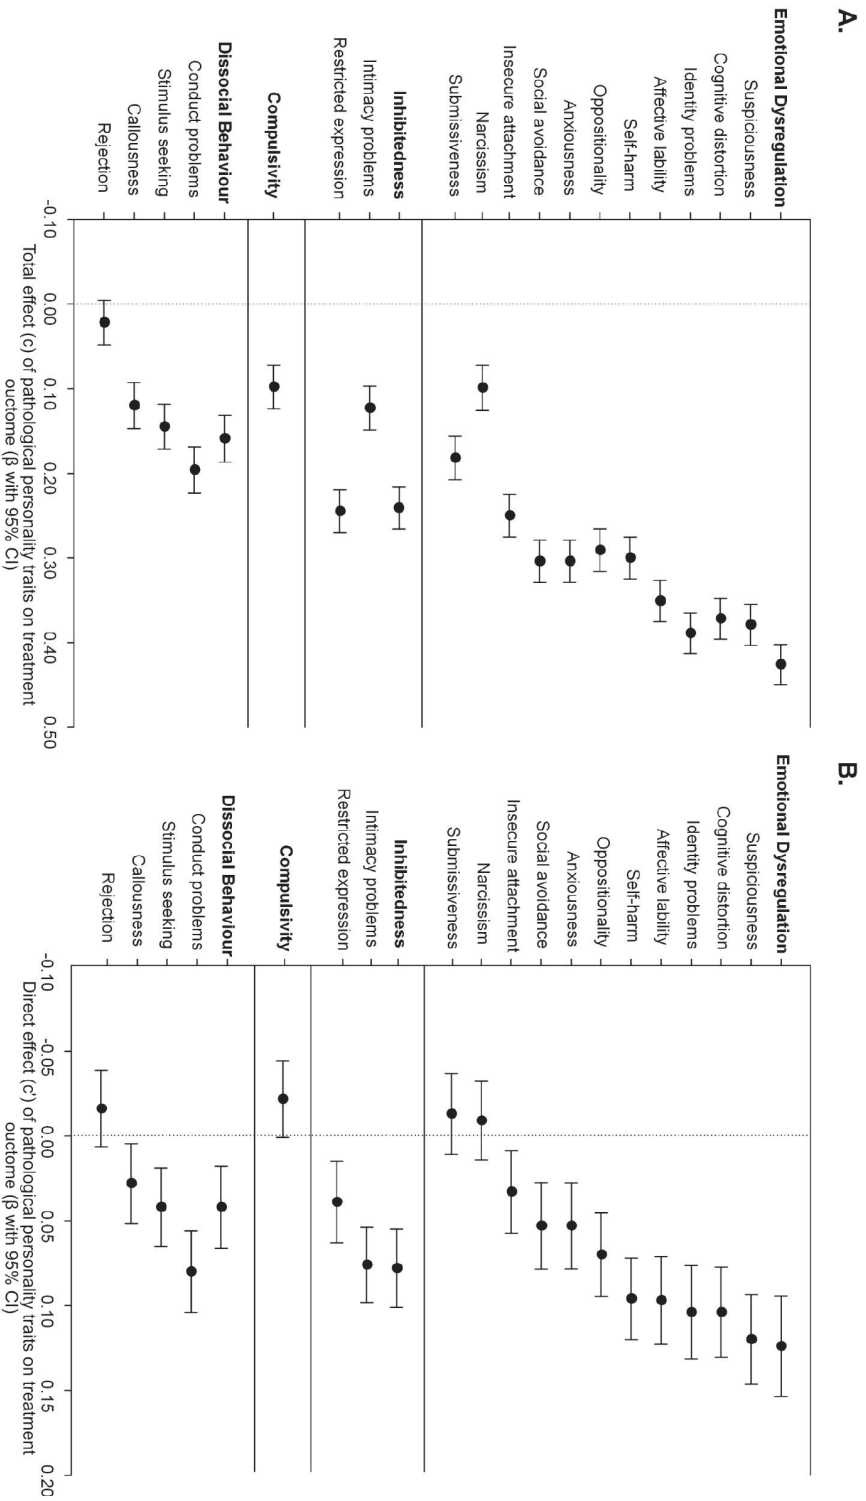 A.
Emotional Dysregulation
Suspiciousness
Cognitive distortion
Identity problems
Affective lability
Self-harm
Oppositionality
Anxiousness
Social avoidance
Insecure attachment
Narcissism
Submissiveness
Inhibitedness
Intimacy problems
Restricted expression
Compulsivity
Dissocial Behaviour
Conduct problems
Stimulus seeking
Callousness
Rejection
-0.10 0.00 0.10 0.20 0.30 0.40 0.50
Total effect (c) of pathological personality traits on treatment
ouctome (β with 95% CI)
B.
Emotional Dysregulation
Suspiciousness
Cognitive distortion
Identity problems
Affective lability
Self-harm
Oppositionality
Anxiousness
Social avoidance
Insecure attachment
Narcissism
Submissiveness
Inhibitedness
Intimacy problems
Restricted expression
Compulsivity
Dissocial Behaviour
Conduct problems
Stimulus seeking
Callousness
Rejection
-0.10 -0.05 0.00 0.05 0.10 0.15 0.20
Direct effect (c') of pathological personality traits on treatment
ouctome (β with 95% CI)